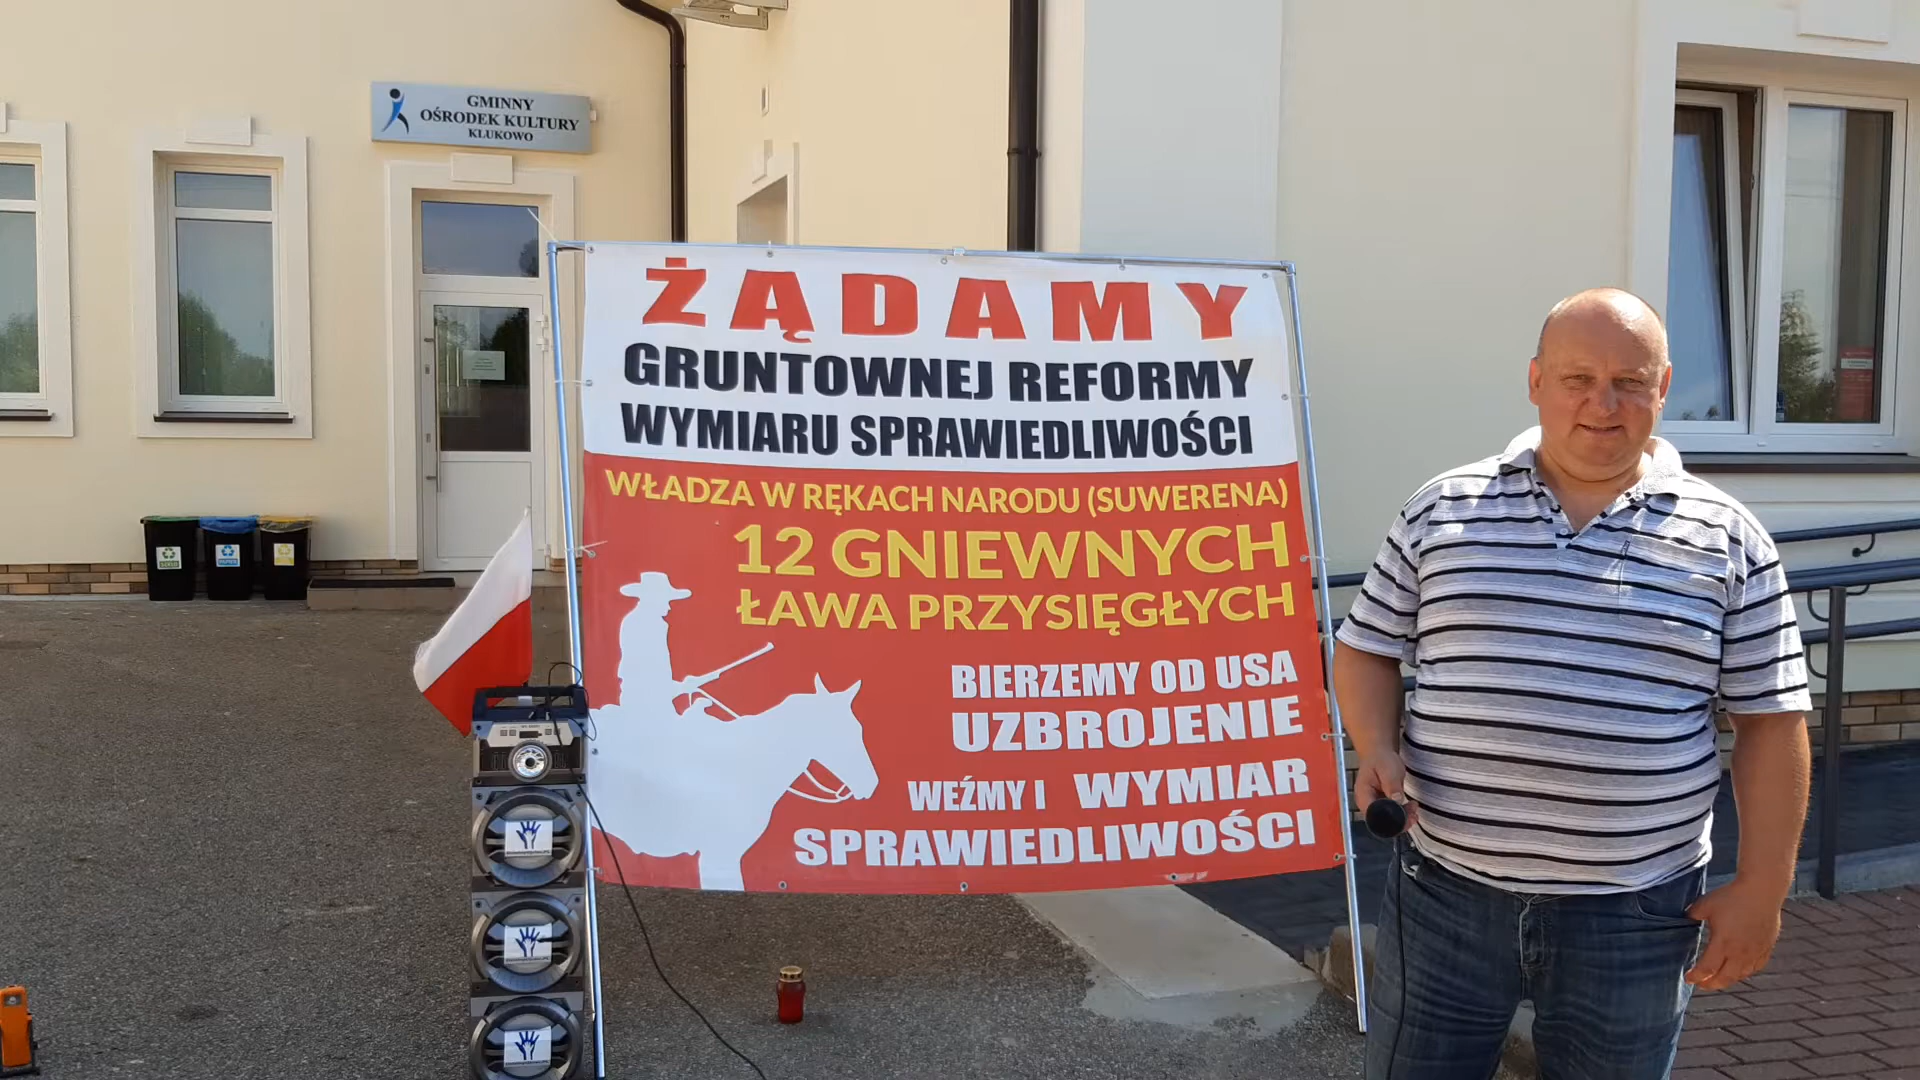 GMINNY
OŚRODEK KULTURY
KLUKOWO
ŻĄDAMY
GRUNTOWNEJ REFORMY
WYMIARU SPRAWIEDLIWOŚCI
WŁADZA W RĘKACH NARODU (SUWERENA)
12 GNIEWNYCH
ŁAWA PRZYSIĘGŁYCH
BIERZEMY OD USA
UZBROJENIE
WEŹMY I WYMIAR
SPRAWIEDLIWOŚCI